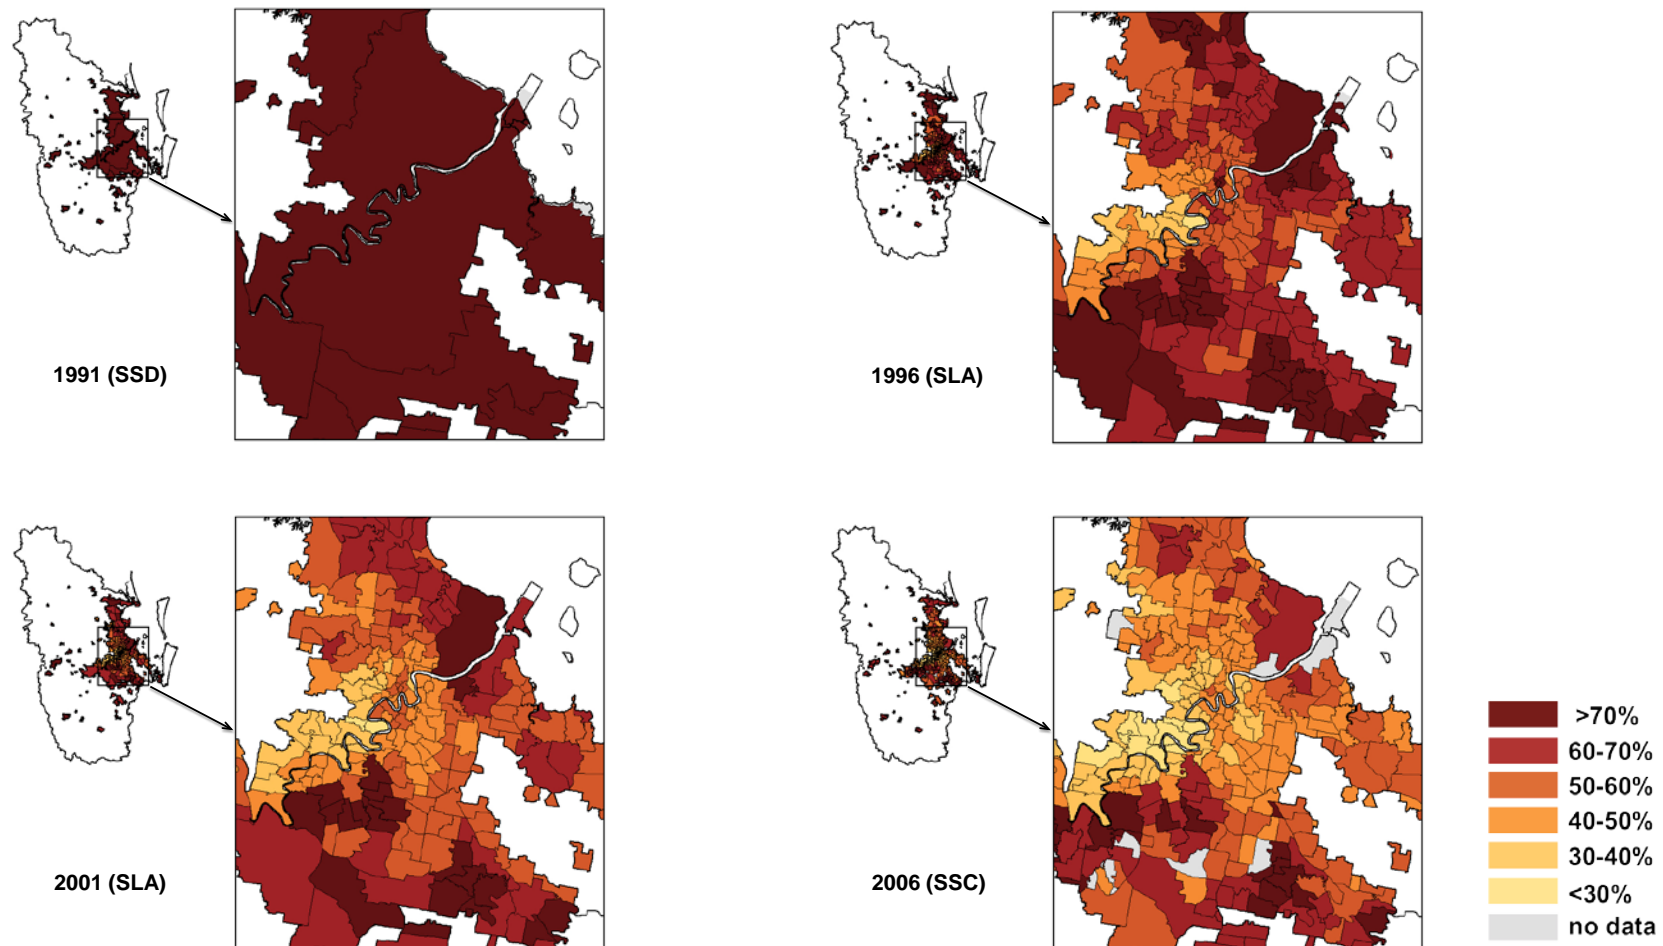 1991 (SSD)
1996 (SLA)
2001 (SLA)
2006 (SSC)
>70%
60-70%
50-60%
40-50%
30-40%
<30%
no data